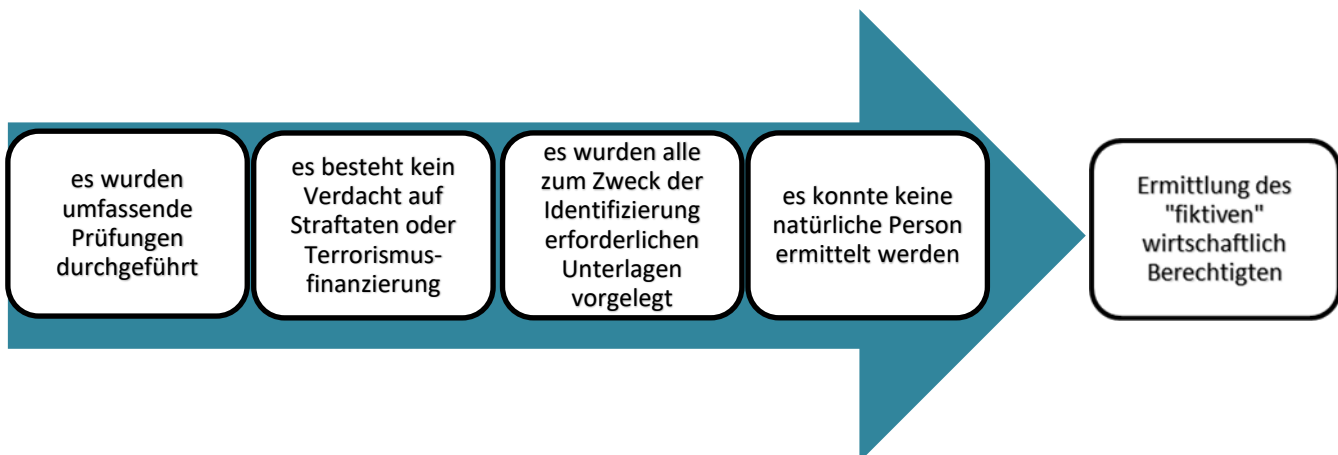 es wurden
umfassende
Prüfungen
durchgeführt
es besteht kein
Verdacht auf
Straftaten oder
Terrorismus-
finanzierung
es wurden alle
zum Zweck der
Identifizierung
erforderlichen
Unterlagen
vorgelegt
es konnte keine
natürliche Person
ermittelt werden
Ermittlung des
"fiktiven"
wirtschaftlich
Berechtigten